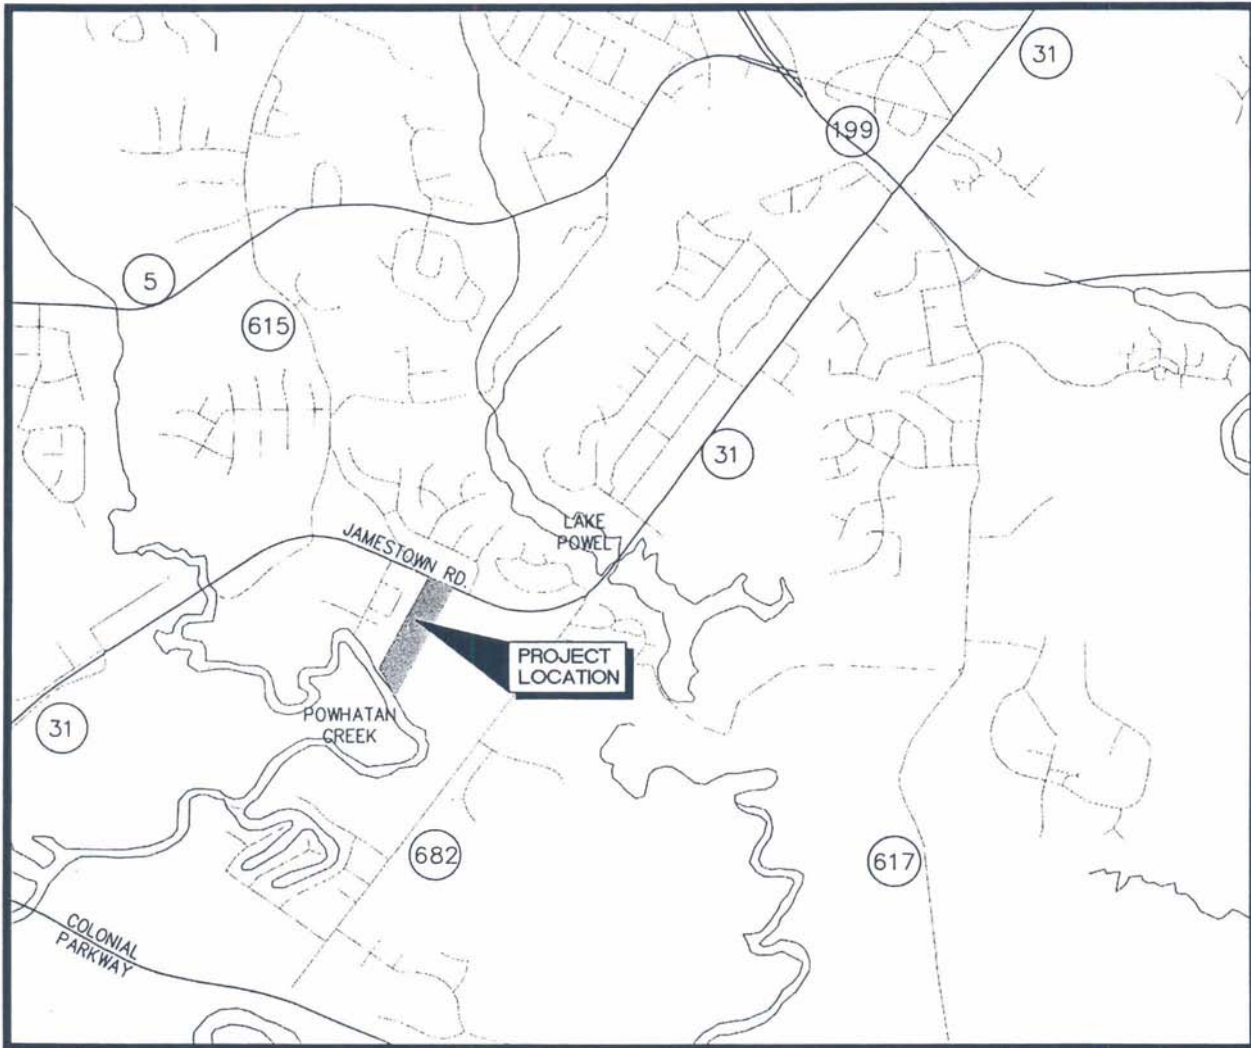 31
199
5
615
31
LAKE
POWEL
JAMESTOWN RD.
PROJECT
LOCATION
POWHATAN
CREEK
31
682
617
COLONIAL
PARKWAY